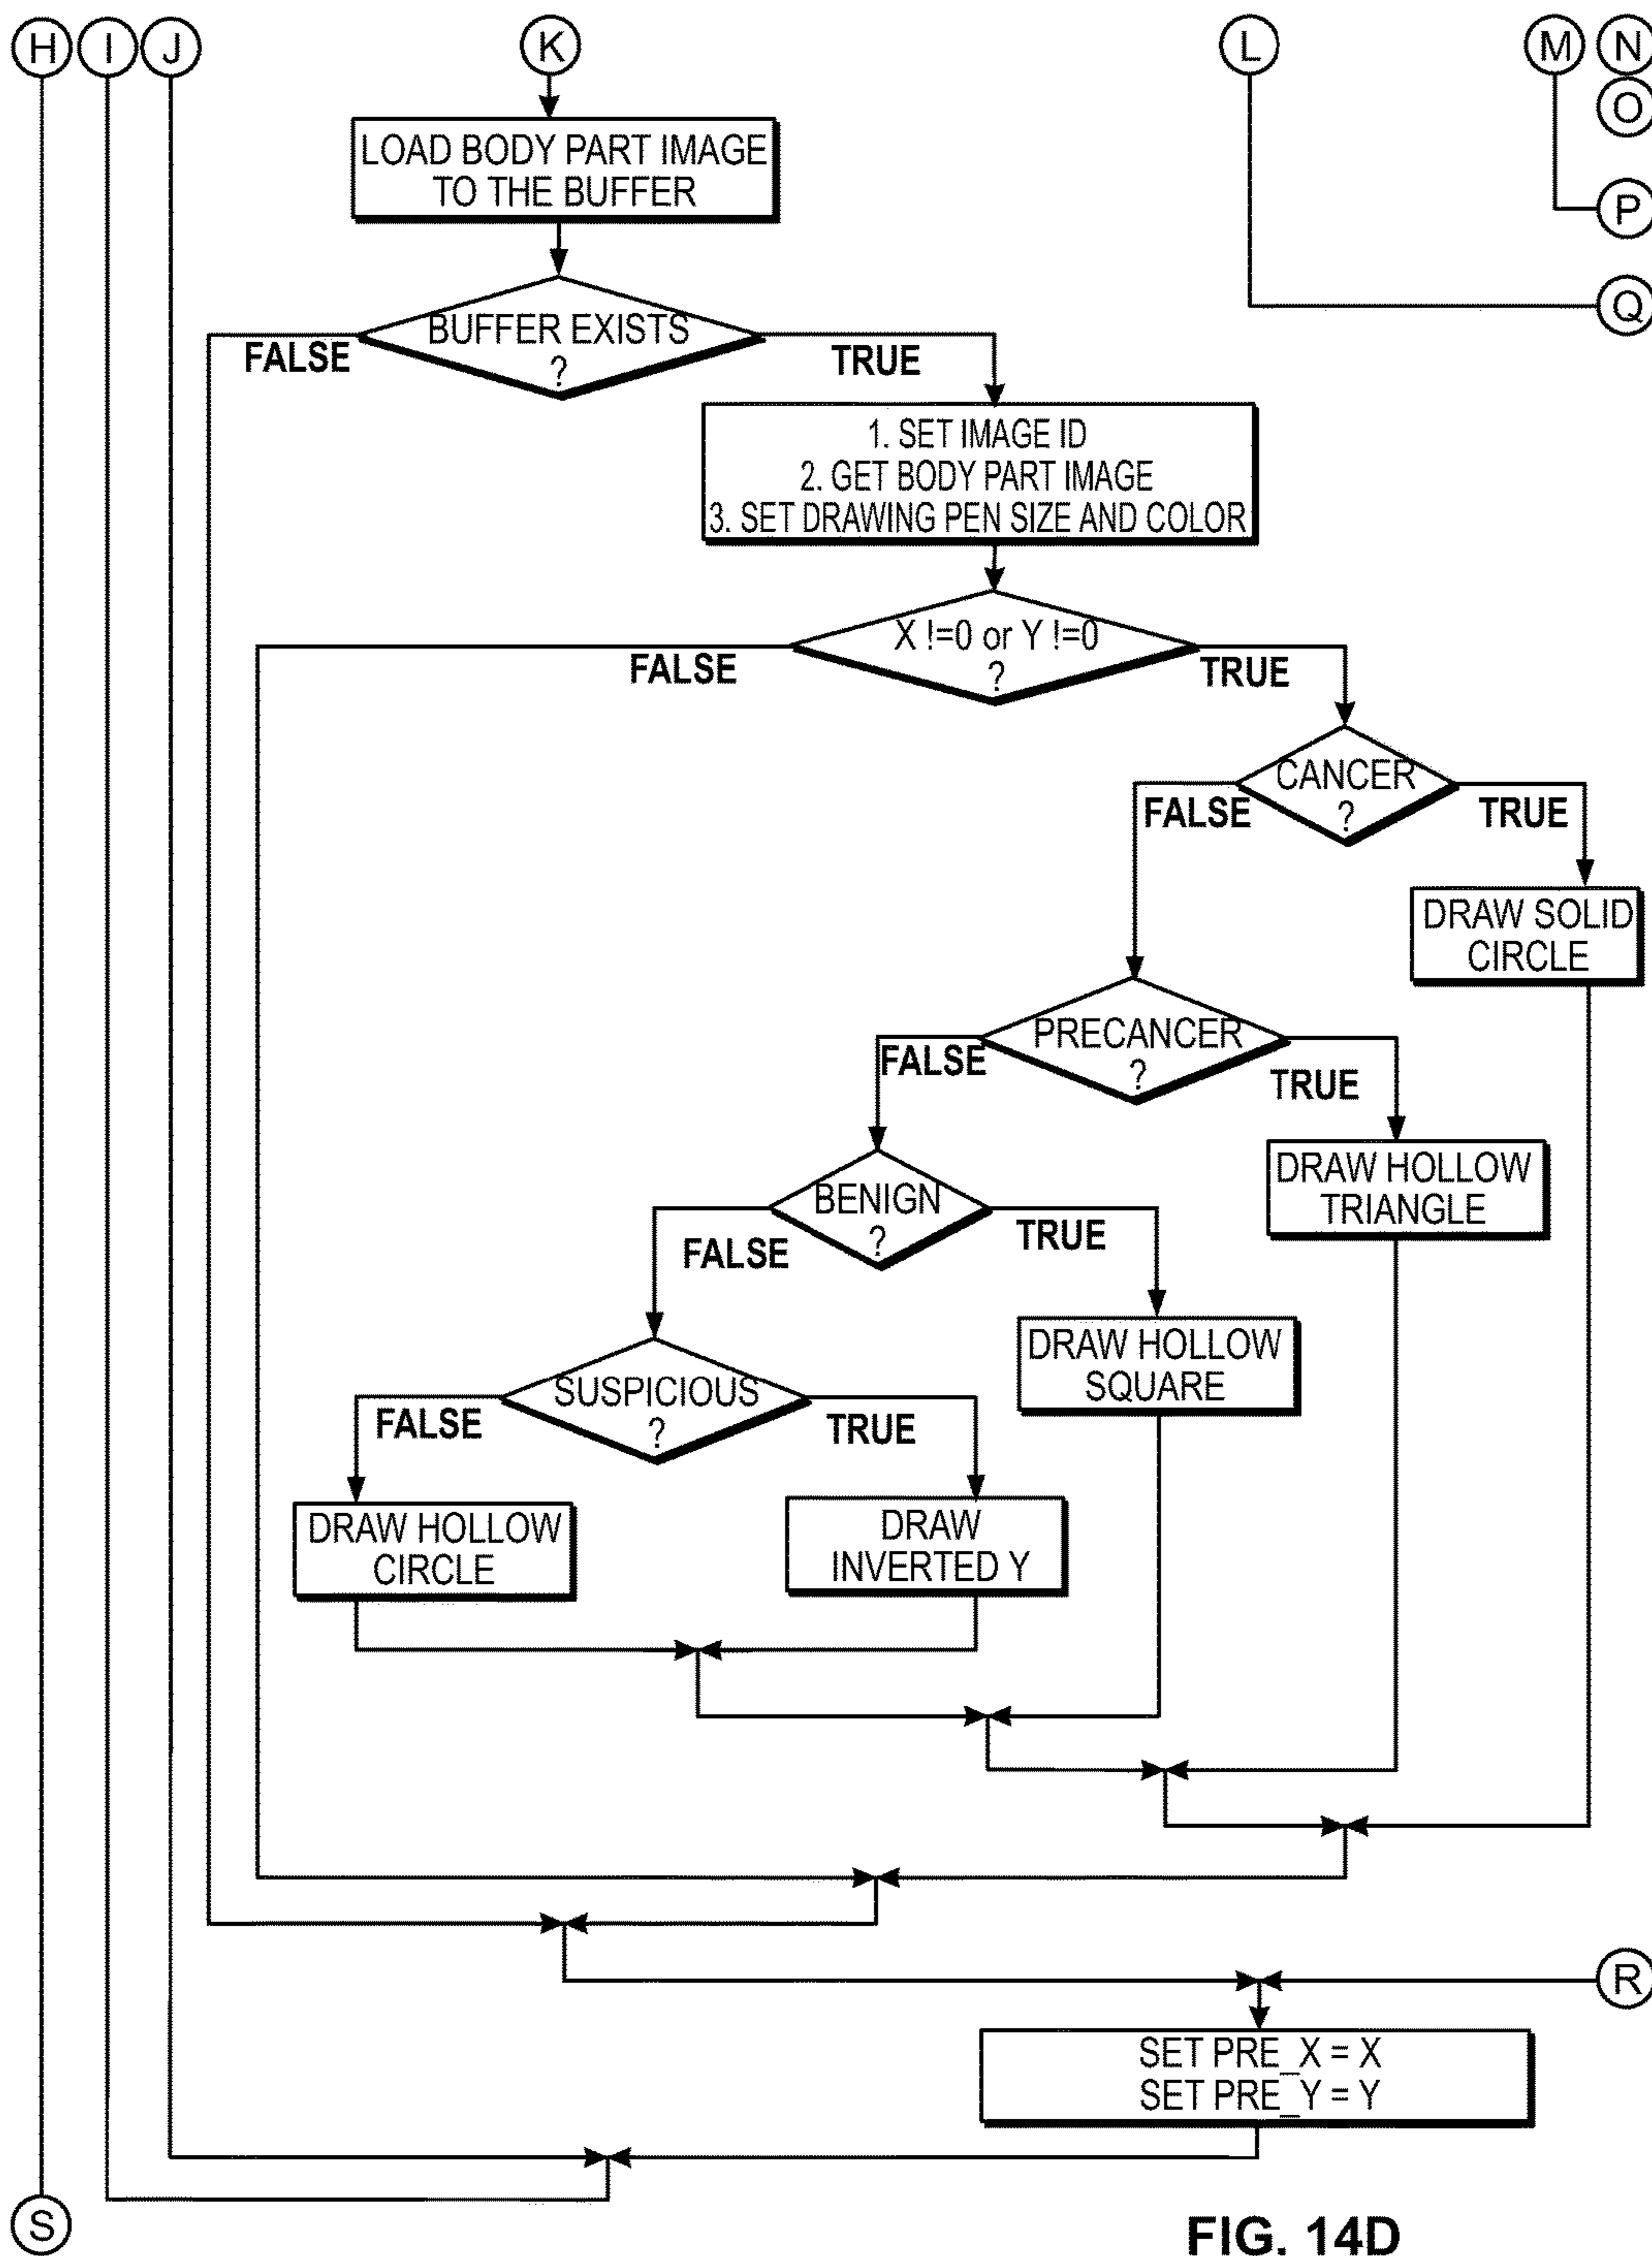 H I J K L M N
O
P
Q
LOAD BODY PART IMAGE
TO THE BUFFER
BUFFER EXISTS
?
FALSE
TRUE
1. SET IMAGE ID
2. GET BODY PART IMAGE
3. SET DRAWING PEN SIZE AND COLOR
X !=0 or Y !=0
?
FALSE
TRUE
CANCER
?
FALSE
TRUE
DRAW SOLID
CIRCLE
PRECANCER
?
FALSE
TRUE
DRAW HOLLOW
TRIANGLE
BENIGN
?
FALSE
TRUE
DRAW HOLLOW
SQUARE
SUSPICIOUS
?
FALSE
TRUE
DRAW HOLLOW
CIRCLE
DRAW
INVERTED Y
R
SET PRE_X = X
SET PRE_Y = Y
S
FIG. 14D